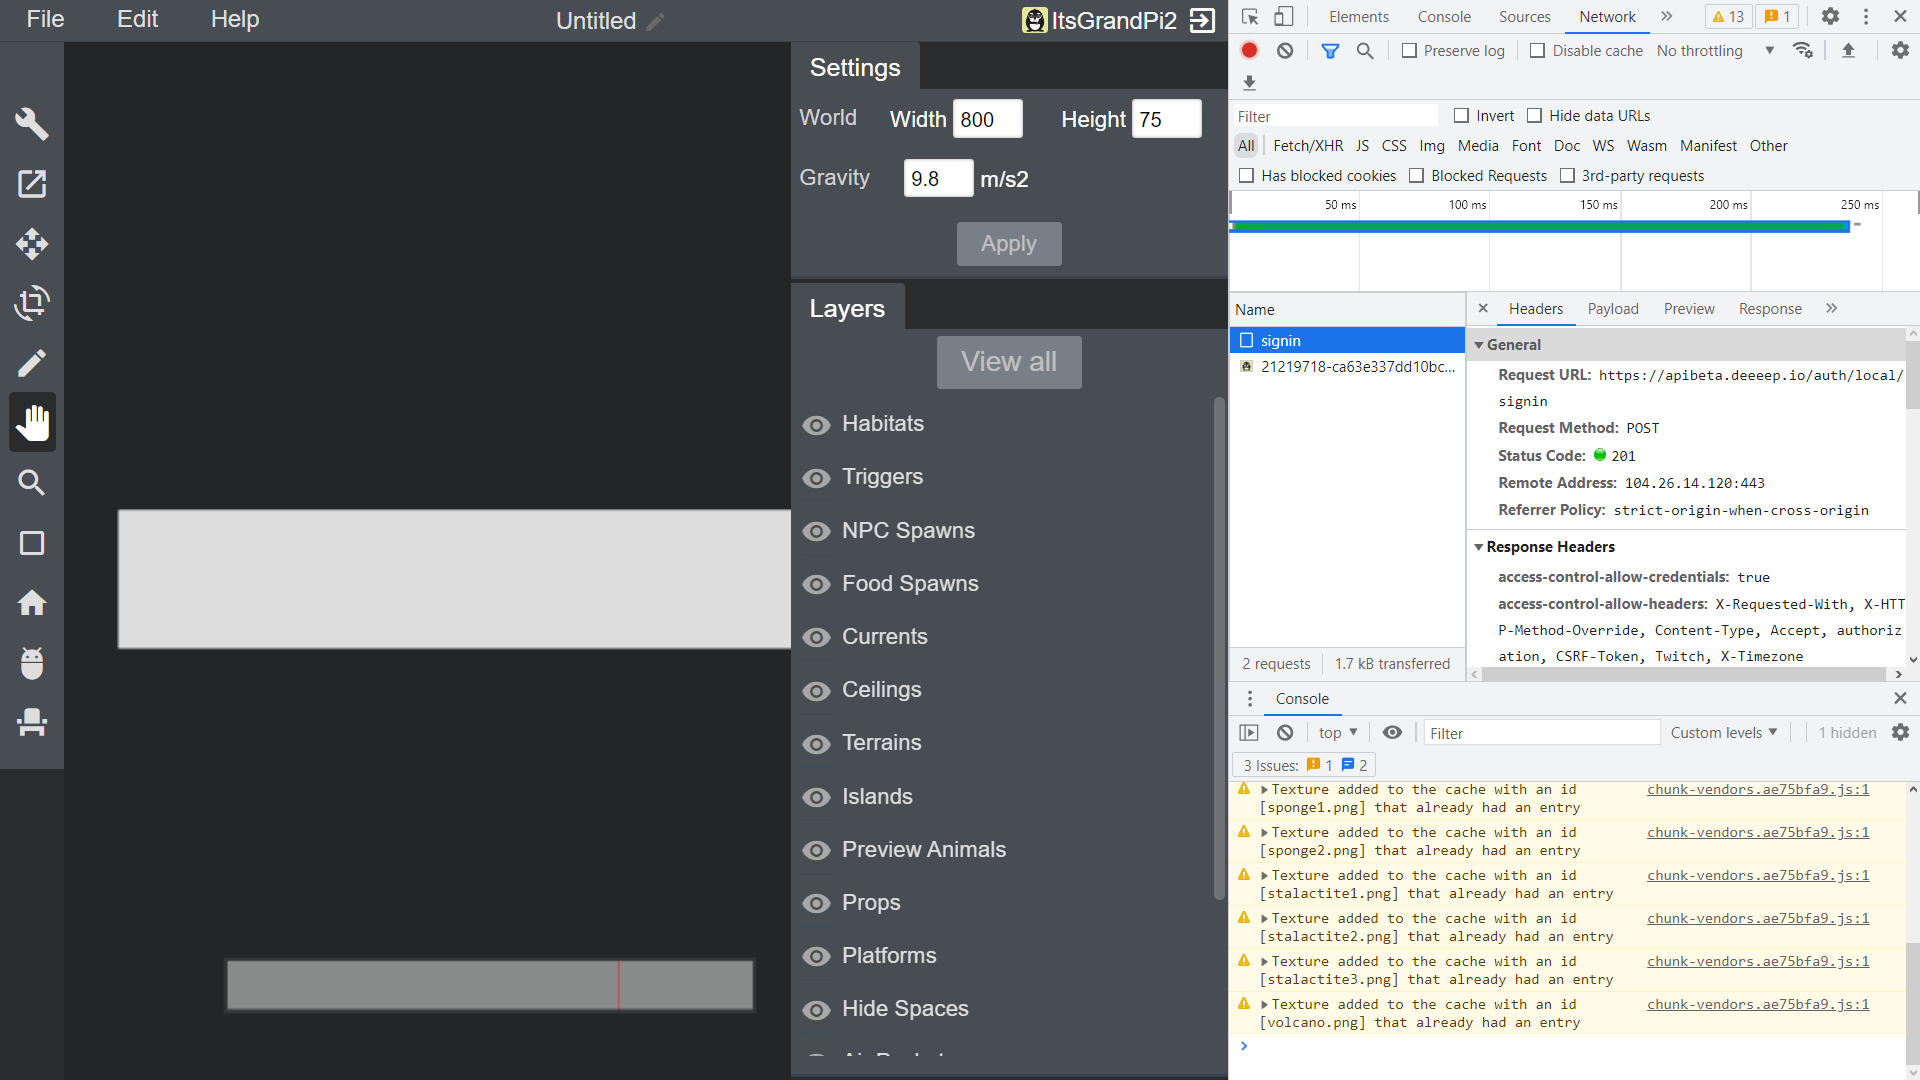 File Edit Help Untitled ItsGrandPi2
Settings
World Width 800 Height 75
Gravity 9.8 m/s2
Apply
Layers
View all
Habitats
Triggers
NPC Spawns
Food Spawns
Currents
Ceilings
Terrains
Islands
Preview Animals
Props
Platforms
Hide Spaces
Elements Console Sources Network » 13 1
Preserve log Disable cache No throttling
Filter Invert Hide data URLs
All Fetch/XHR JS CSS Img Media Font Doc WS Wasm Manifest Other
Has blocked cookies Blocked Requests 3rd-party requests
50 ms 100 ms 150 ms 200 ms 250 ms
Name
signin
21219718-ca63e337dd10bc...
2 requests 1.7 kB transferred
Headers Payload Preview Response »
General
Request URL: https://apibeta.deeeep.io/auth/local/
signin
Request Method: POST
Status Code: 201
Remote Address: 104.26.14.120:443
Referrer Policy: strict-origin-when-cross-origin
Response Headers
access-control-allow-credentials: true
access-control-allow-headers: X-Requested-With, X-HTT
P-Method-Override, Content-Type, Accept, authoriz
ation, CSRF-Token, Twitch, X-Timezone
Console
top Filter Custom levels 1 hidden
3 Issues: 1 2
Texture added to the cache with an id chunk-vendors.ae75bfa9.js:1
[sponge1.png] that already had an entry
Texture added to the cache with an id chunk-vendors.ae75bfa9.js:1
[sponge2.png] that already had an entry
Texture added to the cache with an id chunk-vendors.ae75bfa9.js:1
[stalactite1.png] that already had an entry
Texture added to the cache with an id chunk-vendors.ae75bfa9.js:1
[stalactite2.png] that already had an entry
Texture added to the cache with an id chunk-vendors.ae75bfa9.js:1
[stalactite3.png] that already had an entry
Texture added to the cache with an id chunk-vendors.ae75bfa9.js:1
[volcano.png] that already had an entry